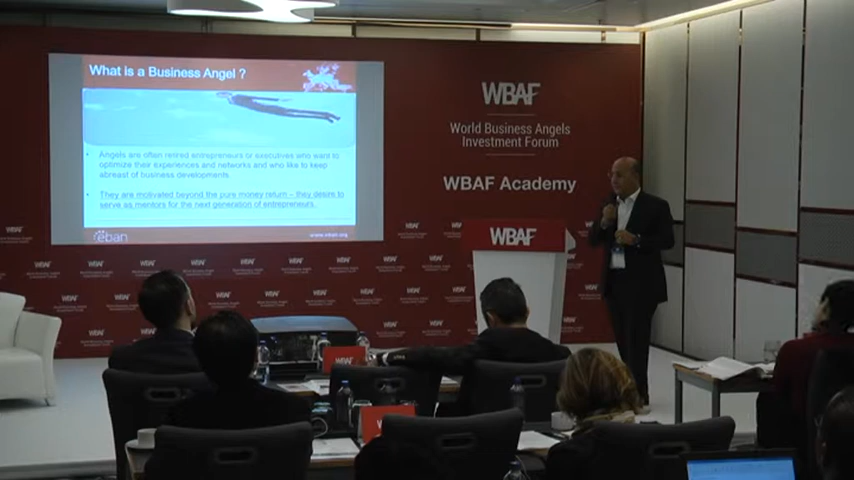 What is a Business Angel ?
• Angels are often retired entrepreneurs or executives who want to
optimize their experiences and networks and who like to keep
abreast of business developments.
• They are motivated beyond the pure money return – they desire to
serve as mentors for the next generation of entrepreneurs.
eban
www.eban.org
WBAF
World Business Angels
Investment Forum
WBAF Academy
WBAF
WBAF